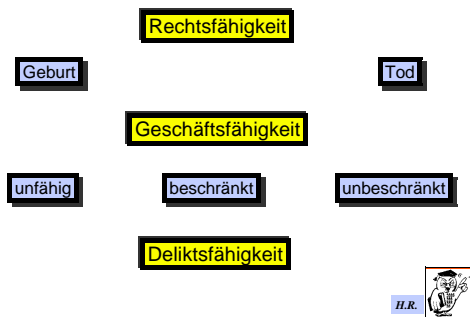 Rechtsfähigkeit
Geburt Tod
Geschäftsfähigkeit
unfähig beschränkt unbeschränkt
Deliktsfähigkeit
H.R.